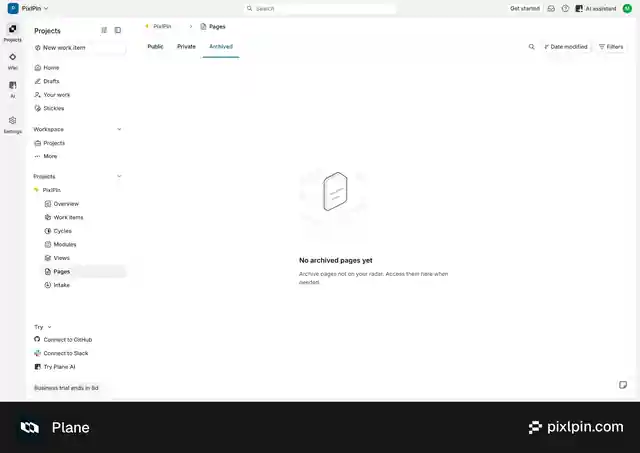 PixlPin
Search
Get started
AI assistant
M
Projects
Wiki
AI
Settings
Projects
New work item
Home
Drafts
Your work
Stickies
Workspace
Projects
More
Projects
PixlPin
Overview
Work items
Cycles
Modules
Views
Pages
Intake
Try
Connect to GitHub
Connect to Slack
Try Plane AI
Business trial ends in 8d
PixlPin
Pages
Public
Private
Archived
Date modified
Filters
No archived pages yet
Archive pages not on your radar. Access them here when
needed.
Plane
pixlpin.com